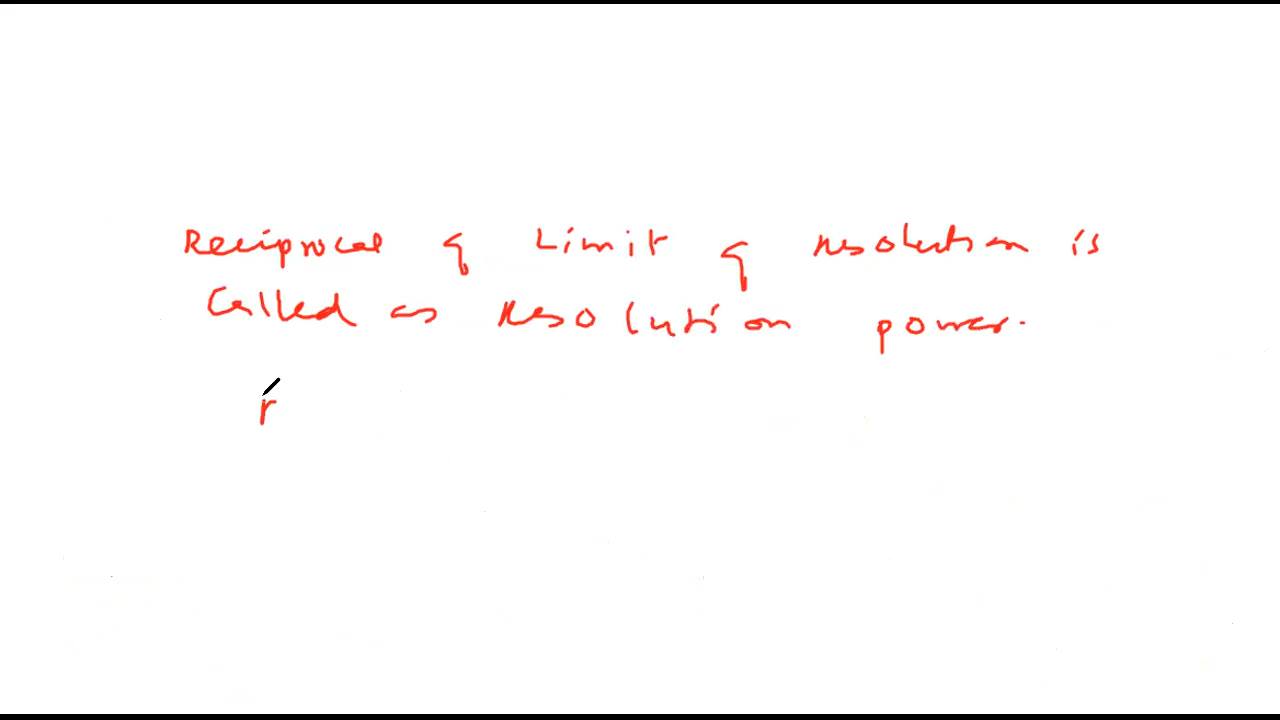 Reciprocal of Limit of resolution is
called as resolution power.
r